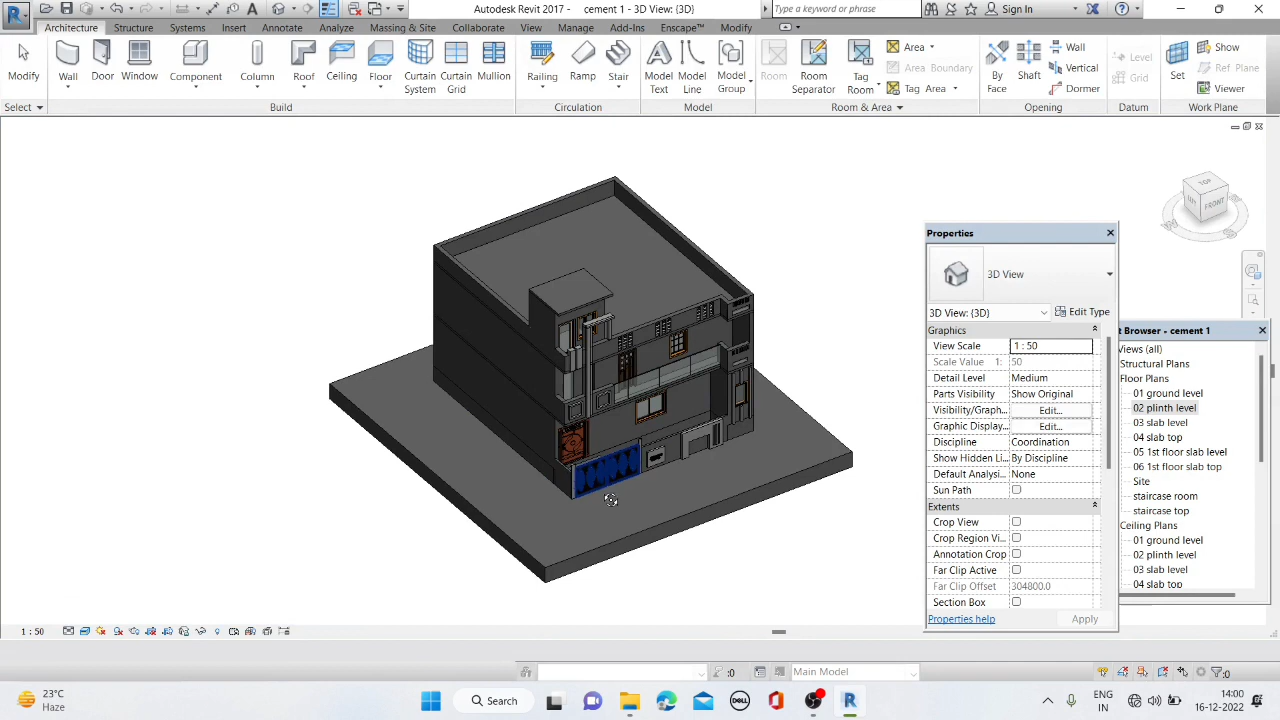 Autodesk Revit 2017 - cement 1 - 3D View: {3D}
Type a keyword or phrase
Sign In
Architecture Structure Systems Insert Annotate Analyze Massing & Site Collaborate View Manage Add-Ins Escape™ Modify
Modify Wall Door Window Component Column Roof Ceiling Floor Curtain System Curtain Grid Mullion Railing Ramp Stair Model Text Model Line Model Group Room Room Separator Tag Room
Area
Area Boundary
Tag Area
By Face Shaft
Wall
Vertical
Dormer
Level
Grid
Set
Show
Ref Plane
Viewer
Select Build Circulation Model Room & Area Opening Datum Work Plane
TOP
FRONT
Properties
3D View
3D View: {3D} Edit Type
Graphics
View Scale 1 : 50
Scale Value 1: 50
Detail Level Medium
Parts Visibility Show Original
Visibility/Graph... Edit...
Graphic Display... Edit...
Discipline Coordination
Show Hidden Li... By Discipline
Default Analysi... None
Sun Path
Extents
Crop View
Crop Region Vi...
Annotation Crop
Far Clip Active
Far Clip Offset 304800.0
Section Box
Properties help Apply
t Browser - cement 1
Views (all)
Structural Plans
Floor Plans
01 ground level
02 plinth level
03 slab level
04 slab top
05 1st floor slab level
06 1st floor slab top
Site
staircase room
staircase top
Ceiling Plans
01 ground level
02 plinth level
03 slab level
04 slab top
1 : 50
:0 Main Model :0
23°C
Haze
Search
DELL
ENG
IN
14:00
16-12-2022